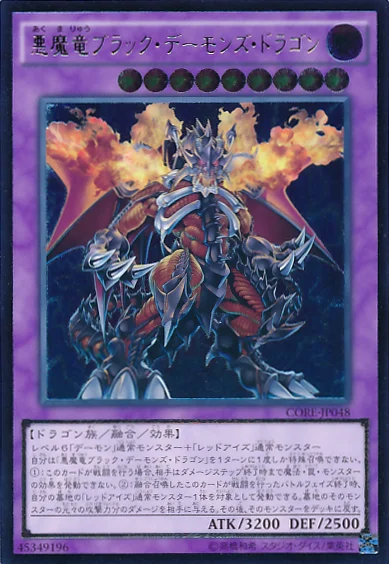 あくまりゅう
悪魔竜ブラック・デーモンズ・ドラゴン
CORE-JP048
【ドラゴン族/融合/効果】
レベル6「デーモン」通常モンスター+「レッドアイズ」通常モンスター
自分は「悪魔竜ブラック・デーモンズ・ドラゴン」を1ターンに1度しか特殊召喚できない。
①:このカードが戦闘を行う場合、相手はダメージステップ終了時まで魔法・罠・モンスター
の効果を発動できない。②:融合召喚したこのカードが戦闘を行ったバトルフェイズ終了時、
自分の墓地の「レッドアイズ」通常モンスター1体を対象として発動できる。墓地のそのモンス
ターの元々の攻撃力分のダメージを相手に与える。その後、そのモンスターをデッキに戻す。
ATK/3200 DEF/2500
45349196
©高橋和希 スタジオ・ダイス/集英社